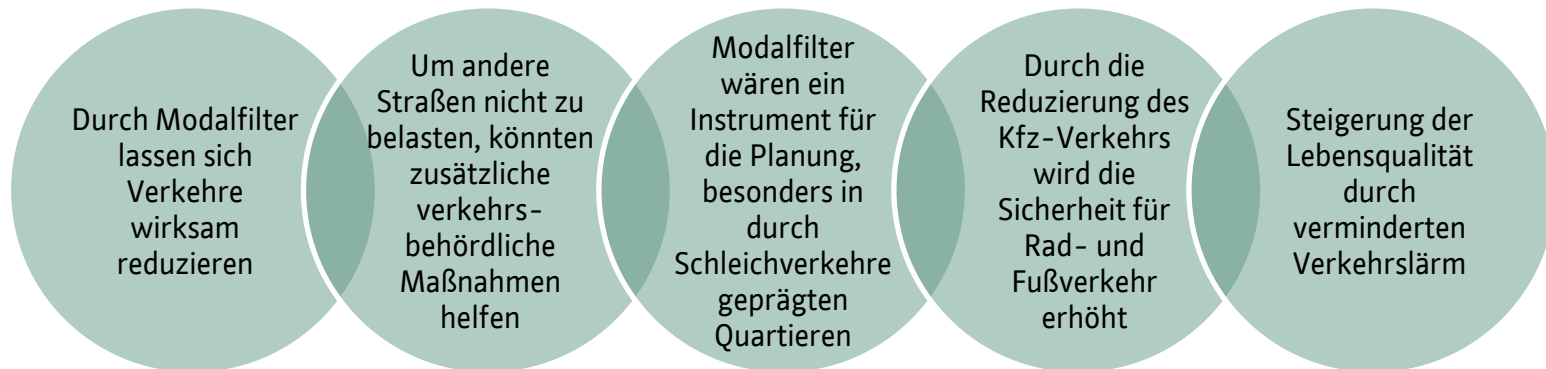 Durch Modalfilter
lassen sich
Verkehre
wirksam
reduzieren
Um andere
Straßen nicht zu
belasten, könnten
zusätzliche
verkehrs-
behördliche
Maßnahmen
helfen
Modalfilter
wären ein
Instrument für
die Planung,
besonders in
durch
Schleichverkehre
geprägten
Quartieren
Durch die
Reduzierung des
Kfz-Verkehrs
wird die
Sicherheit für
Rad- und
Fußverkehr
erhöht
Steigerung der
Lebensqualität
durch
verminderten
Verkehrslärm